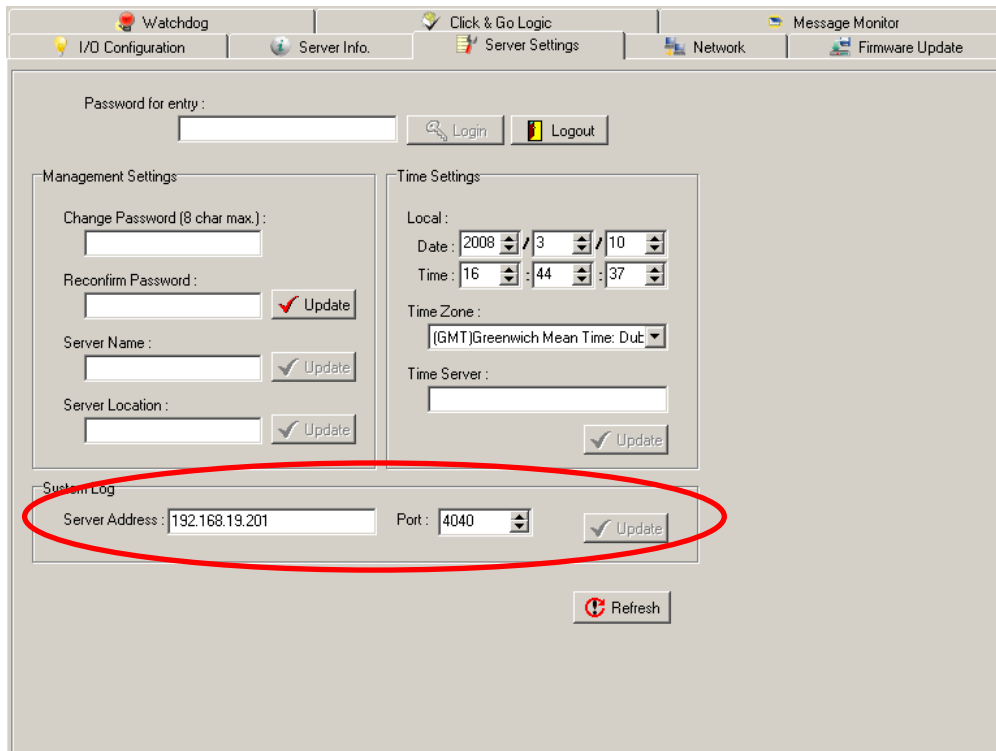 Watchdog Click & Go Logic Message Monitor
I/O Configuration Server Info. Server Settings Network Firmware Update
Password for entry :
Login Logout
Management Settings
Change Password (8 char max.) :
Reconfirm Password :
Update
Server Name :
Update
Server Location :
Update
Time Settings
Local :
Date : 2008 / 3 / 10
Time : 16 : 44 : 37
Time Zone :
(GMT)Greenwich Mean Time: Dub
Time Server :
Update
System Log
Server Address : 192.168.19.201 Port : 4040 Update
Refresh